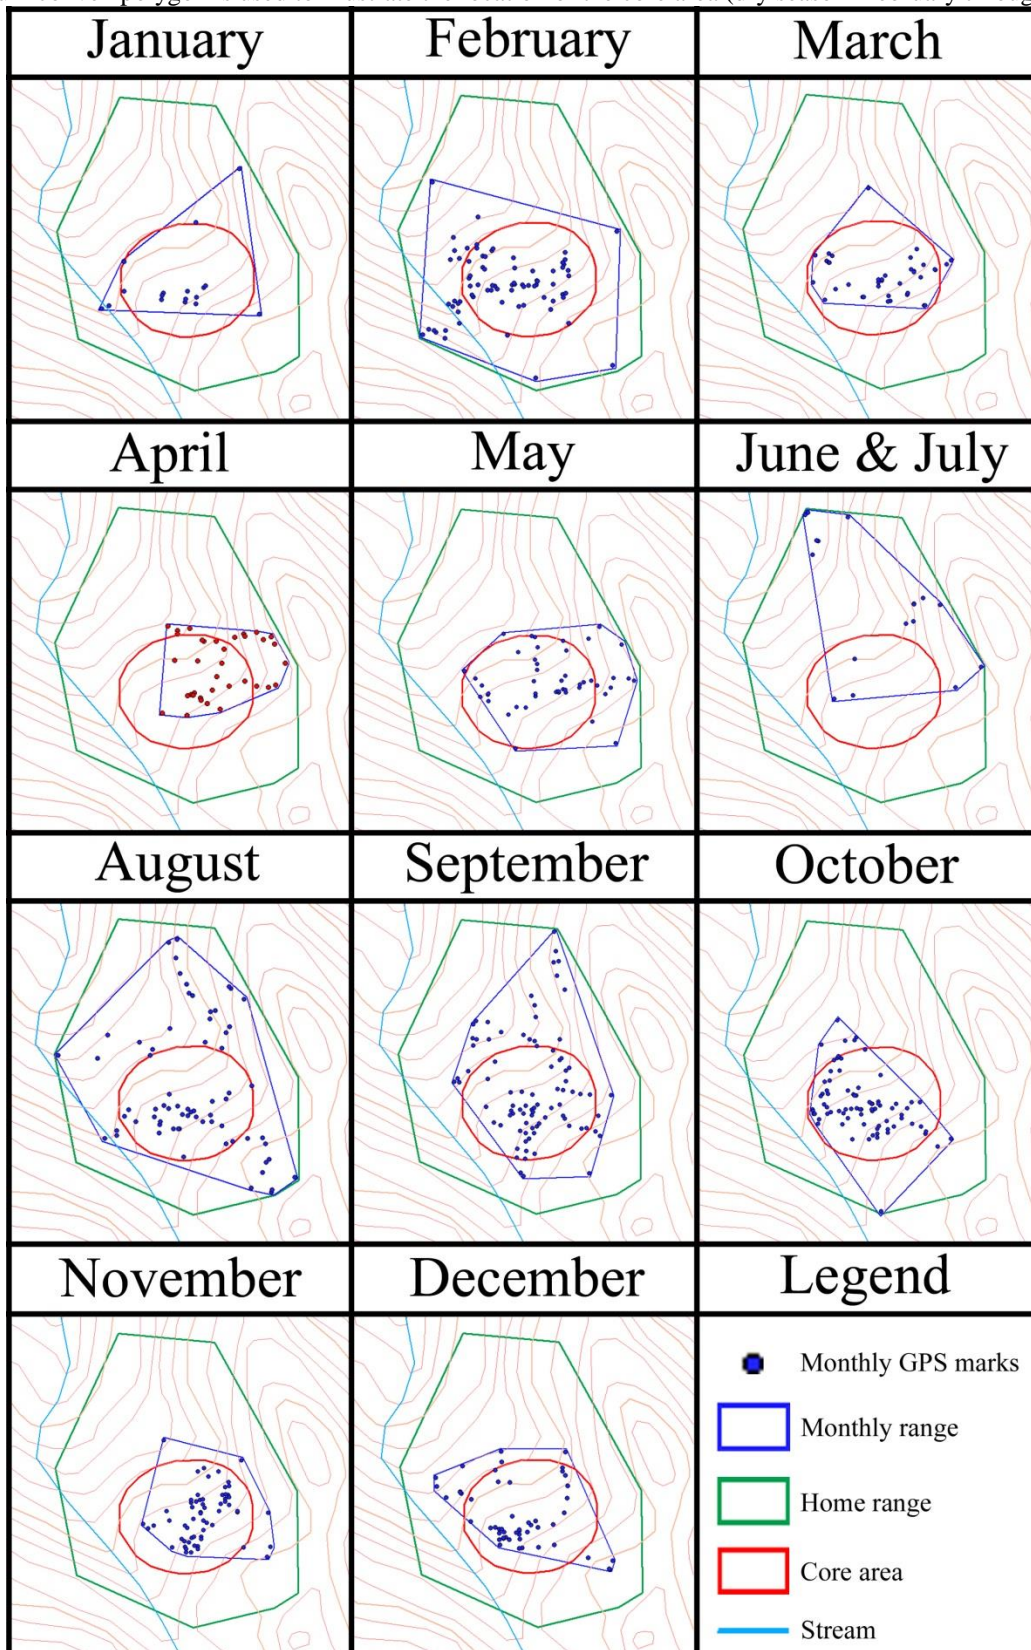 January
February
March
April
May
June & July
August
September
October
November
December
Legend
Monthly GPS marks
Monthly range
Home range
Core area
Stream